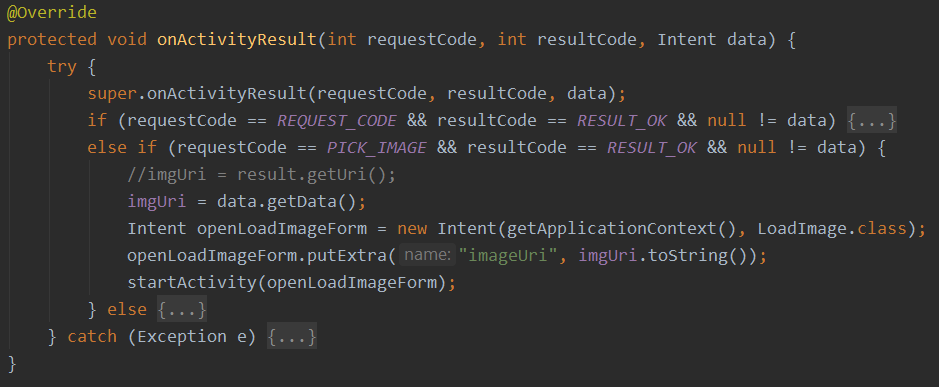 @Override
protected void onActivityResult(int requestCode, int resultCode, Intent data) {
    try {
        super.onActivityResult(requestCode, resultCode, data);
        if (requestCode == REQUEST_CODE && resultCode == RESULT_OK && null != data) {...}
        else if (requestCode == PICK_IMAGE && resultCode == RESULT_OK && null != data) {
            //imgUri = result.getUri();
            imgUri = data.getData();
            Intent openLoadImageForm = new Intent(getApplicationContext(), LoadImage.class);
            openLoadImageForm.putExtra( name: "imageUri", imgUri.toString());
            startActivity(openLoadImageForm);
        } else {...}
    } catch (Exception e) {...}
}